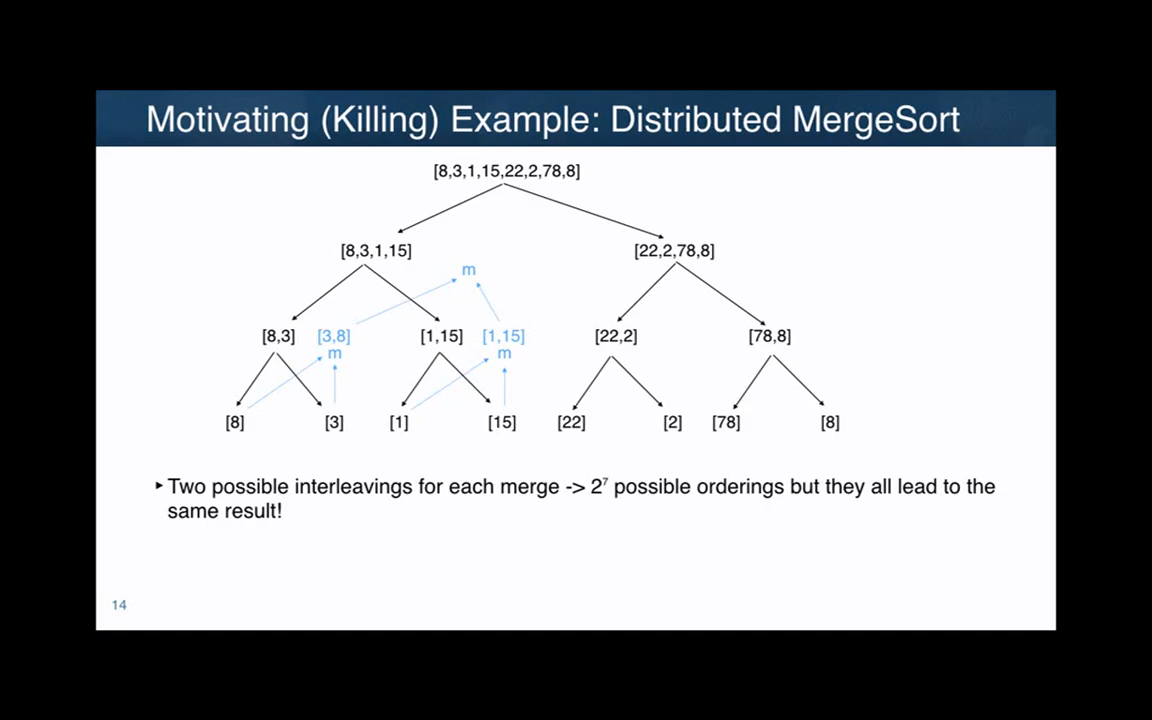 Motivating (Killing) Example: Distributed MergeSort
[8,3,1,15,22,2,78,8]
[8,3,1,15] [22,2,78,8]
m
[8,3] [3,8] [1,15] [1,15] [22,2] [78,8]
m m
[8] [3] [1] [15] [22] [2] [78] [8]
‣ Two possible interleavings for each merge -> 2⁷ possible orderings but they all lead to the
same result!
14